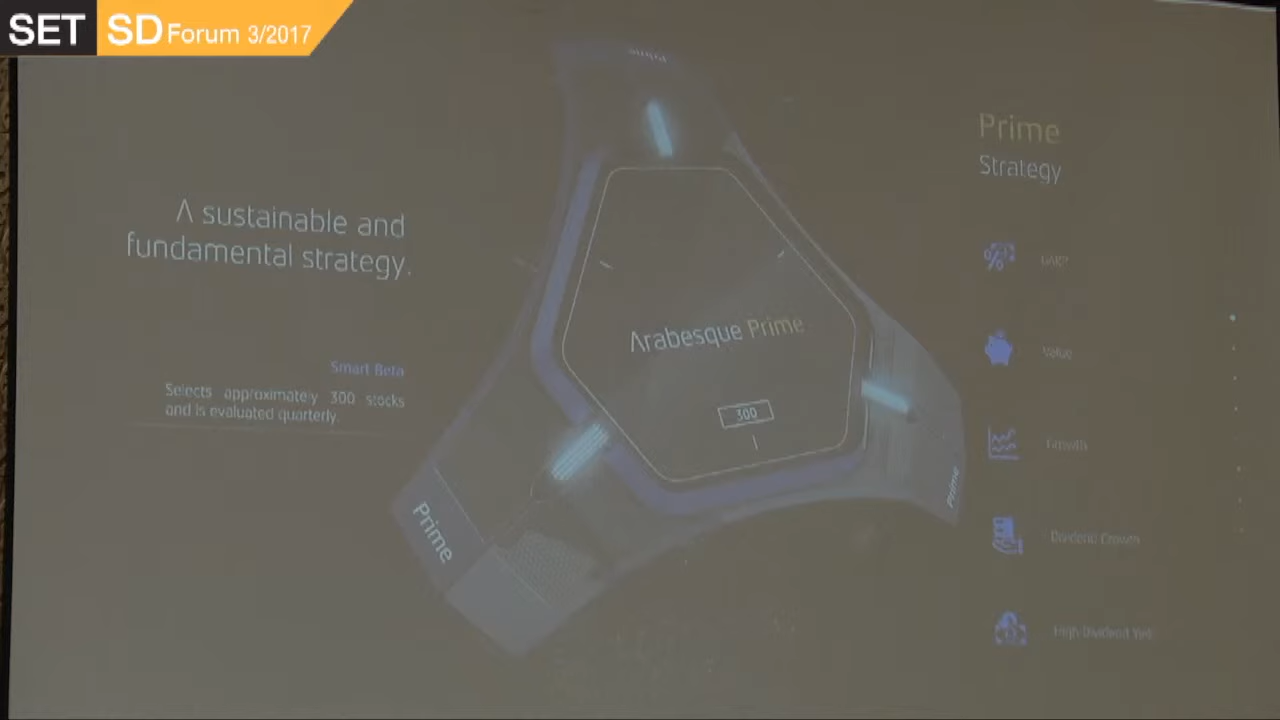 SET SD Forum 3/2017
Λ sustainable and
fundamental strategy.
Smart Beta
Selects approximately 300 stocks
and is evaluated quarterly.
Λrabesque Prime
300
Prime
Prime
Prime
Strategy
Value
Growth
Dividend Growth
High Dividend Yield